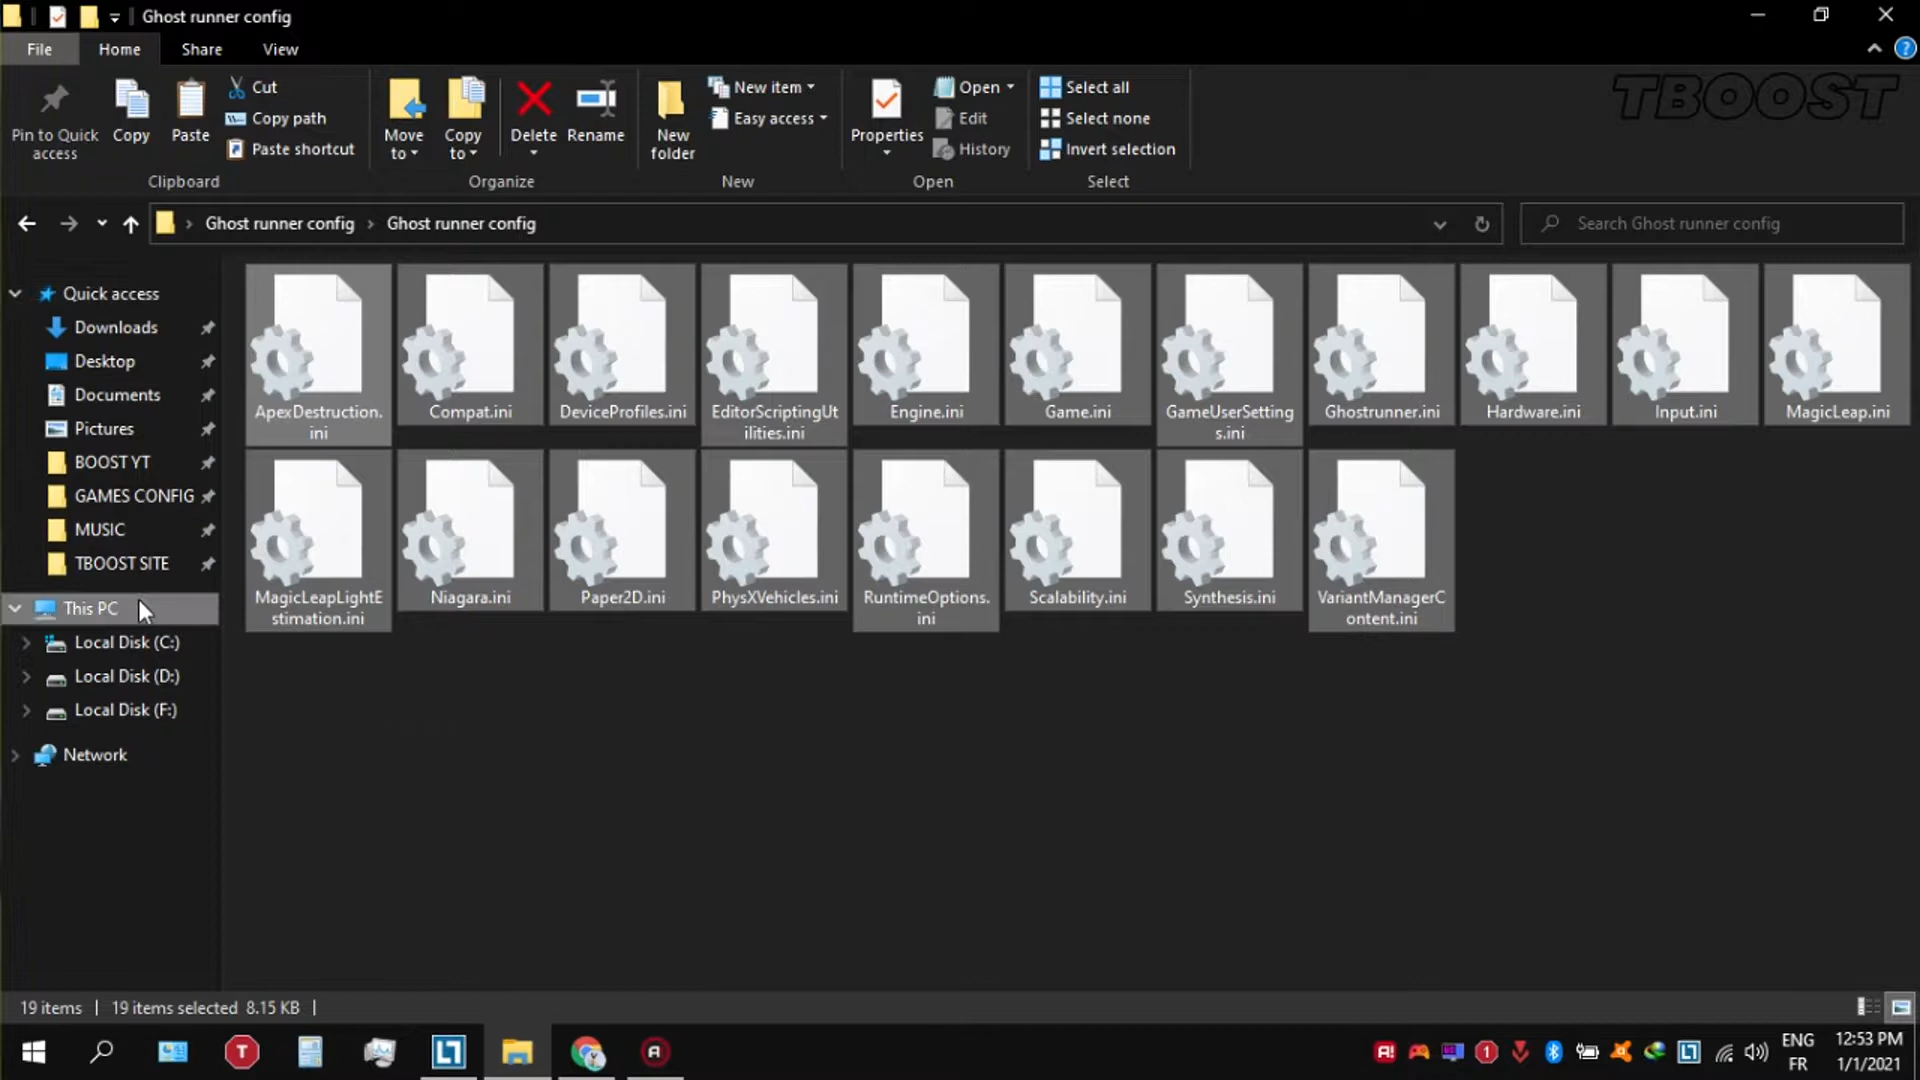 Ghost runner config
File Home Share View
Pin to Quick access
Copy
Paste
Cut
Copy path
Paste shortcut
Clipboard
Move to
Copy to
Delete
Rename
Organize
New folder
New item
Easy access
New
Properties
Open
Edit
History
Open
Select all
Select none
Invert selection
Select
TBOOST
Ghost runner config > Ghost runner config
Search Ghost runner config
Quick access
Downloads
Desktop
Documents
Pictures
BOOST YT
GAMES CONFIG
MUSIC
TBOOST SITE
This PC
Local Disk (C:)
Local Disk (D:)
Local Disk (F:)
Network
ApexDestruction.
ini
Compat.ini
DeviceProfiles.ini
EditorScriptingUt
ilities.ini
Engine.ini
Game.ini
GameUserSetting
s.ini
Ghostrunner.ini
Hardware.ini
Input.ini
MagicLeap.ini
MagicLeapLightE
stimation.ini
Niagara.ini
Paper2D.ini
PhysXVehicles.ini
RuntimeOptions.
ini
Scalability.ini
Synthesis.ini
VariantManagerC
ontent.ini
19 items | 19 items selected 8.15 KB |
ENG
FR
12:53 PM
1/1/2021